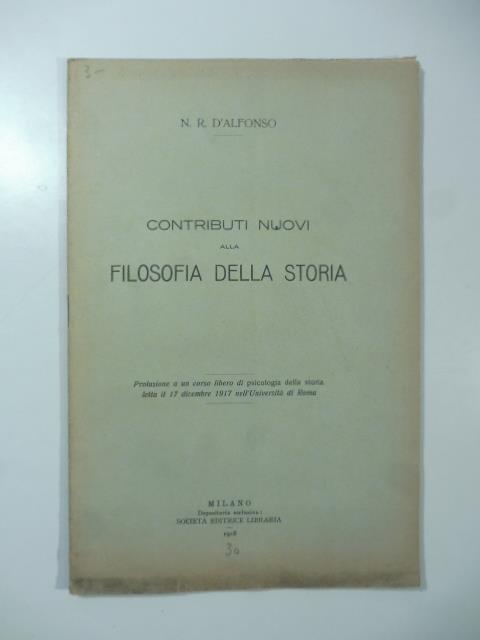 3-
N. R. D'ALFONSO
CONTRIBUTI NUOVI
ALLA
FILOSOFIA DELLA STORIA
Prolusione a un corso libero di psicologia della storia
letta il 17 dicembre 1917 nell'Università di Roma
MILANO
Depositaria esclusiva:
SOCIETÀ EDITRICE LIBRARIA
1918
30